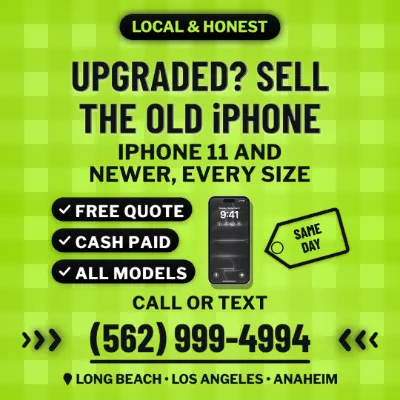 LOCAL & HONEST
UPGRADED? SELL
THE OLD iPHONE
IPHONE 11 AND
NEWER, EVERY SIZE
✓ FREE QUOTE
✓ CASH PAID
✓ ALL MODELS
9:41
SAME
DAY
CALL OR TEXT
››› (562) 999-4994 ‹‹‹
LONG BEACH • LOS ANGELES • ANAHEIM